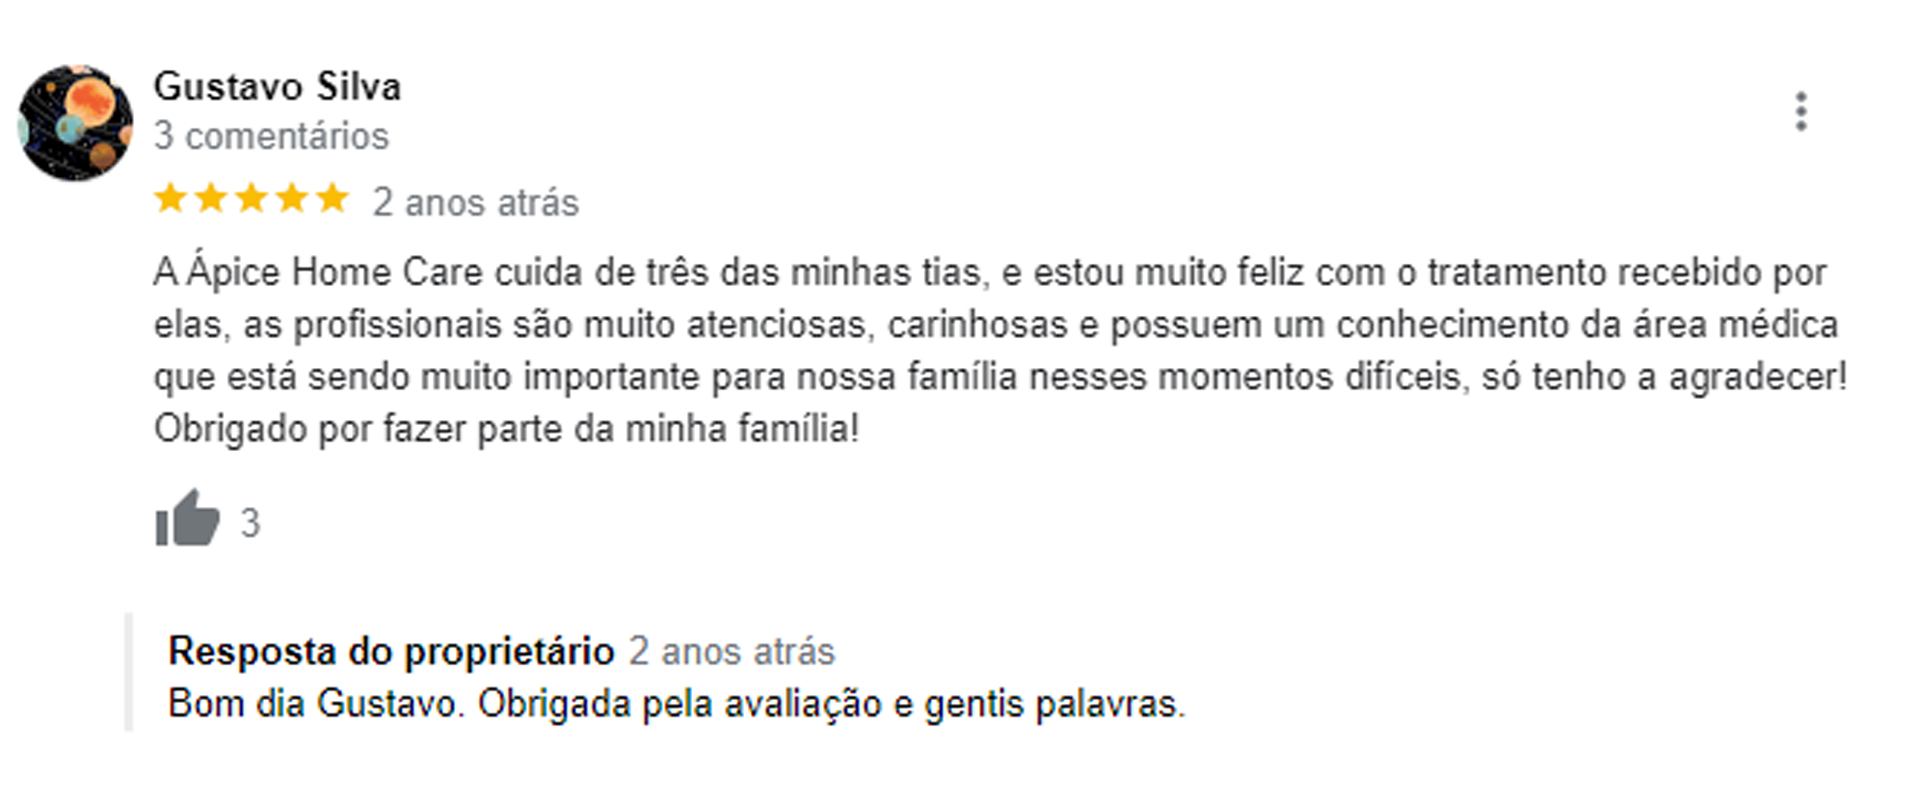 Gustavo Silva
3 comentários
2 anos atrás
A Ápice Home Care cuida de três das minhas tias, e estou muito feliz com o tratamento recebido por
elas, as profissionais são muito atenciosas, carinhosas e possuem um conhecimento da área médica
que está sendo muito importante para nossa família nesses momentos difíceis, só tenho a agradecer!
Obrigado por fazer parte da minha família!
3
Resposta do proprietário 2 anos atrás
Bom dia Gustavo. Obrigada pela avaliação e gentis palavras.